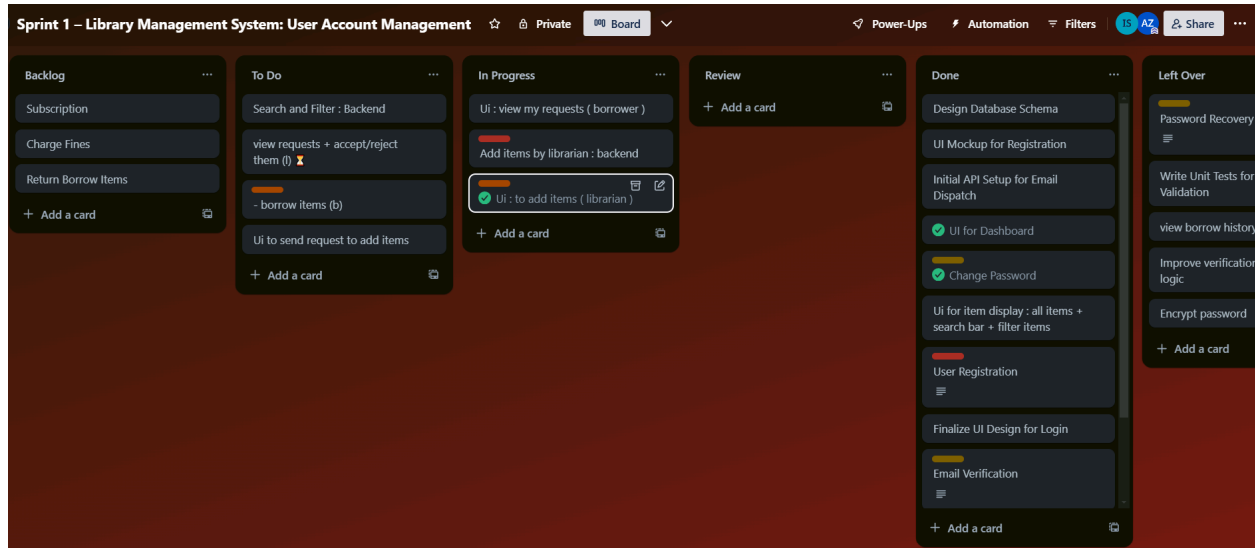 Sprint 1 – Library Management System: User Account Management
Private
Board
Power-Ups
Automation
Filters
IS
AZ
Share
Backlog
Subscription
Charge Fines
Return Borrow Items
+ Add a card
To Do
Search and Filter : Backend
view requests + accept/reject
them (l) ⏳
- borrow items (b)
Ui to send request to add items
+ Add a card
In Progress
Ui : view my requests ( borrower )
Add items by librarian : backend
Ui : to add items ( librarian )
+ Add a card
Review
+ Add a card
Done
Design Database Schema
UI Mockup for Registration
Initial API Setup for Email
Dispatch
UI for Dashboard
Change Password
Ui for item display : all items +
search bar + filter items
User Registration
Finalize UI Design for Login
Email Verification
+ Add a card
Left Over
Password Recovery
Write Unit Tests for
Validation
view borrow history
Improve verification
logic
Encrypt password
+ Add a card